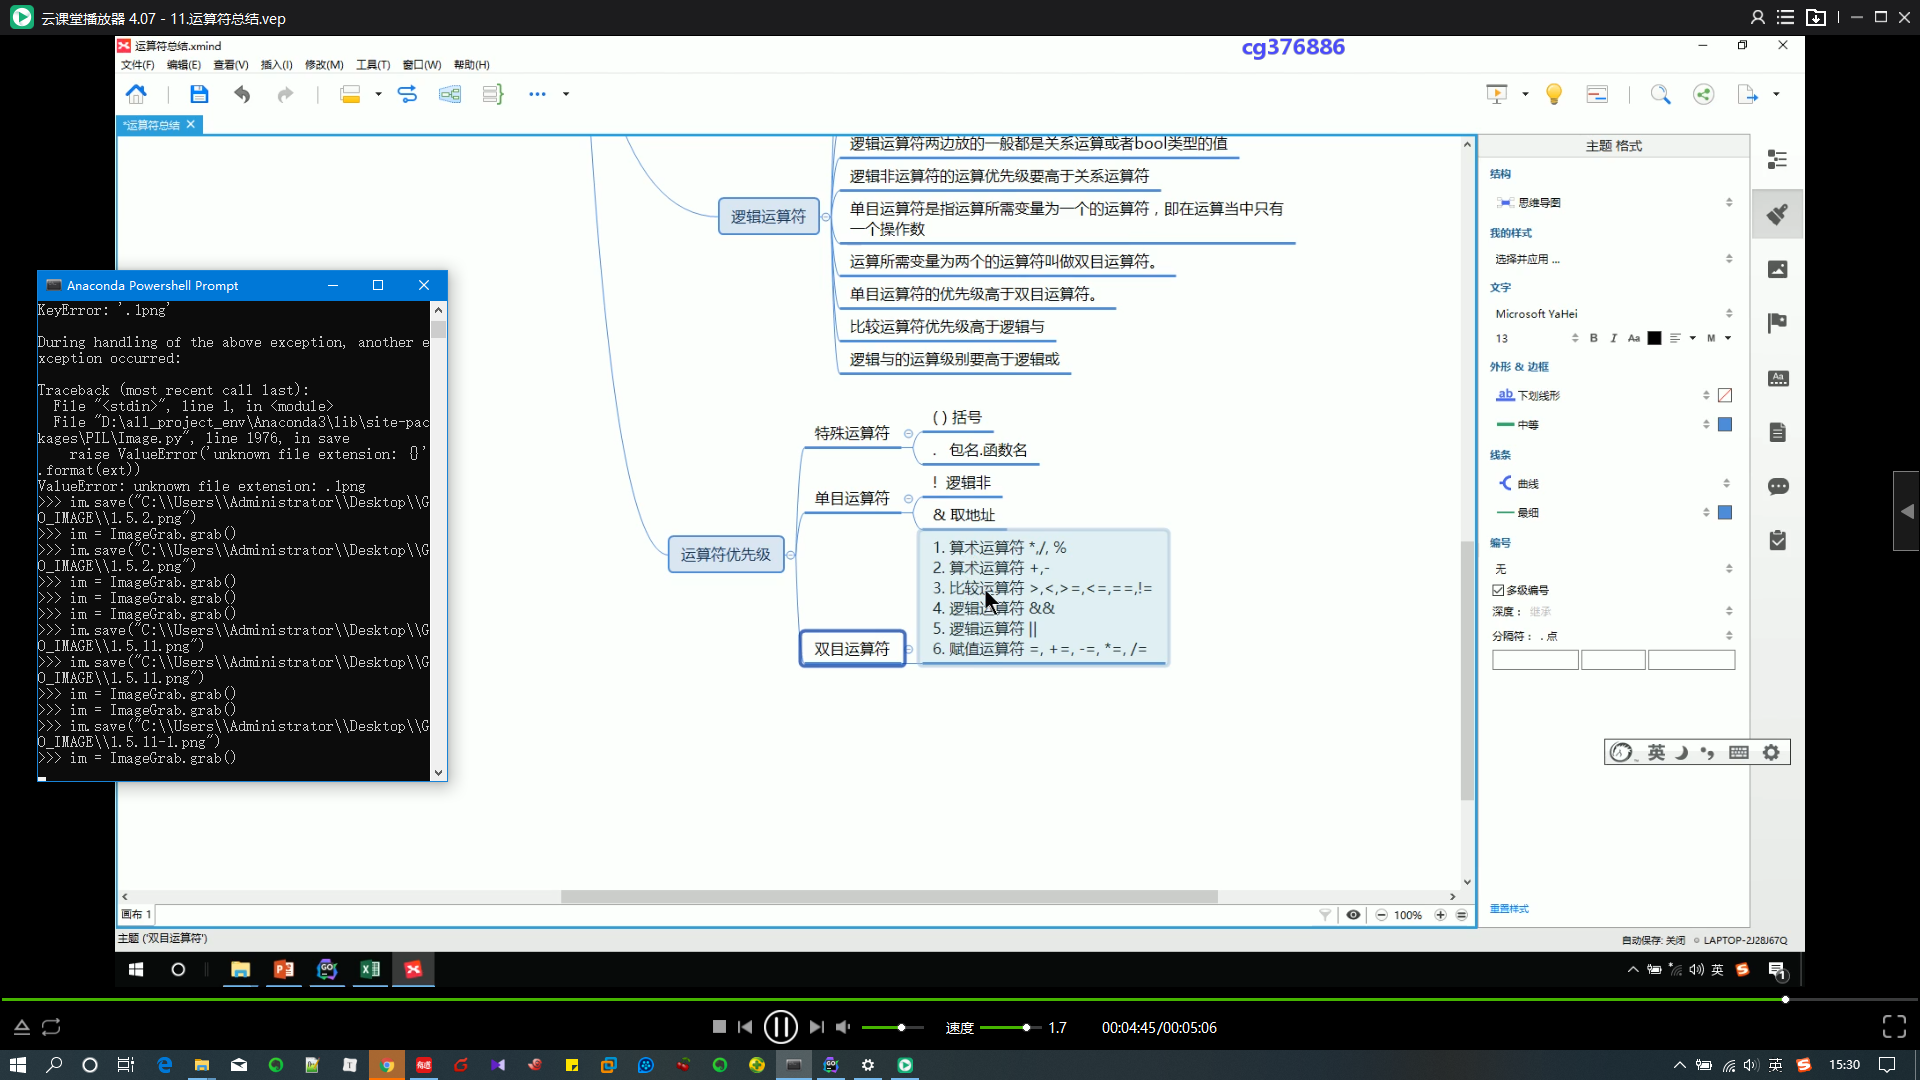 云课堂播放器 4.07 - 11.运算符总结.vep
运算符总结.xmind
cg376886
文件(F) 编辑(E) 查看(V) 插入(I) 修改(M) 工具(T) 窗口(W) 帮助(H)
*运算符总结
逻辑运算符
逻辑运算符两边放的一般都是关系运算或者bool类型的值
逻辑非运算符的运算优先级要高于关系运算符
单目运算符是指运算所需变量为一个的运算符，即在运算当中只有
一个操作数
运算所需变量为两个的运算符叫做双目运算符。
单目运算符的优先级高于双目运算符。
比较运算符优先级高于逻辑与
逻辑与的运算级别要高于逻辑或
运算符优先级
特殊运算符
( ) 括号
. 包名.函数名
单目运算符
! 逻辑非
& 取地址
双目运算符
1. 算术运算符 *,/, %
2. 算术运算符 +,-
3. 比较运算符 >,<,>=,<=,==,!=
4. 逻辑运算符 &&
5. 逻辑运算符 ||
6. 赋值运算符 =, +=, -=, *=, /=
Anaconda Powershell Prompt
KeyError: '.1png'
During handling of the above exception, another e
xception occurred:
Traceback (most recent call last):
File "<stdin>", line 1, in <module>
File "D:\all_project_env\Anaconda3\lib\site-pac
kages\PIL\Image.py", line 1976, in save
raise ValueError('unknown file extension: {}'
.format(ext))
ValueError: unknown file extension: .1png
>>> im.save("C:\\Users\\Administrator\\Desktop\\G
O_IMAGE\\1.5.2.png")
>>> im = ImageGrab.grab()
>>> im.save("C:\\Users\\Administrator\\Desktop\\G
O_IMAGE\\1.5.2.png")
>>> im = ImageGrab.grab()
>>> im = ImageGrab.grab()
>>> im = ImageGrab.grab()
>>> im.save("C:\\Users\\Administrator\\Desktop\\G
O_IMAGE\\1.5.11.png")
>>> im.save("C:\\Users\\Administrator\\Desktop\\G
O_IMAGE\\1.5.11.png")
>>> im = ImageGrab.grab()
>>> im = ImageGrab.grab()
>>> im.save("C:\\Users\\Administrator\\Desktop\\G
O_IMAGE\\1.5.11-1.png")
>>> im = ImageGrab.grab()
主题 格式
结构
思维导图
我的样式
选择并应用 ...
文字
Microsoft YaHei
13 B I Aa M
外形 & 边框
ab 下划线形
中等
线条
曲线
最细
编号
无
多级编号
深度： 继承
分隔符： . 点
英
重置样式
画布 1
100%
主题 ('双目运算符')
自动保存: 关闭 LAPTOP-2J28J67Q
英
1
速度 1.7 00:04:45/00:05:06
英 15:30